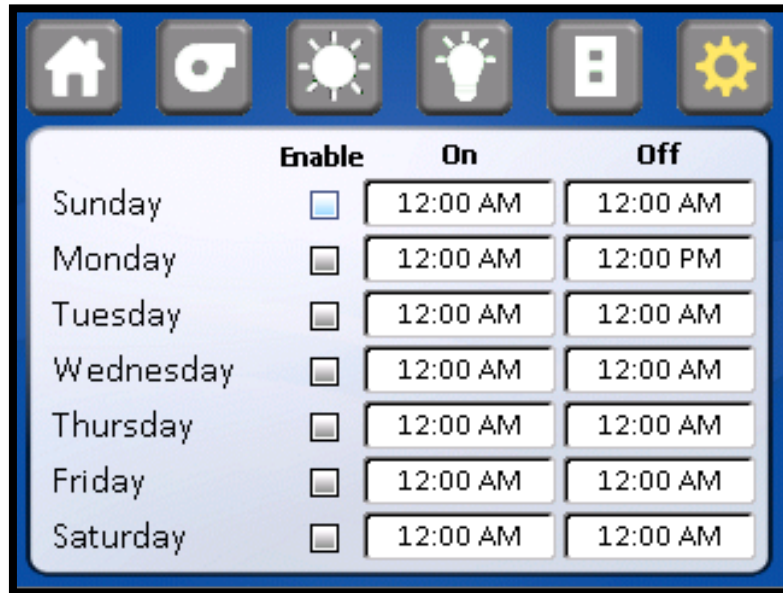 Enable On Off
Sunday 12:00 AM 12:00 AM
Monday 12:00 AM 12:00 PM
Tuesday 12:00 AM 12:00 AM
Wednesday 12:00 AM 12:00 AM
Thursday 12:00 AM 12:00 AM
Friday 12:00 AM 12:00 AM
Saturday 12:00 AM 12:00 AM